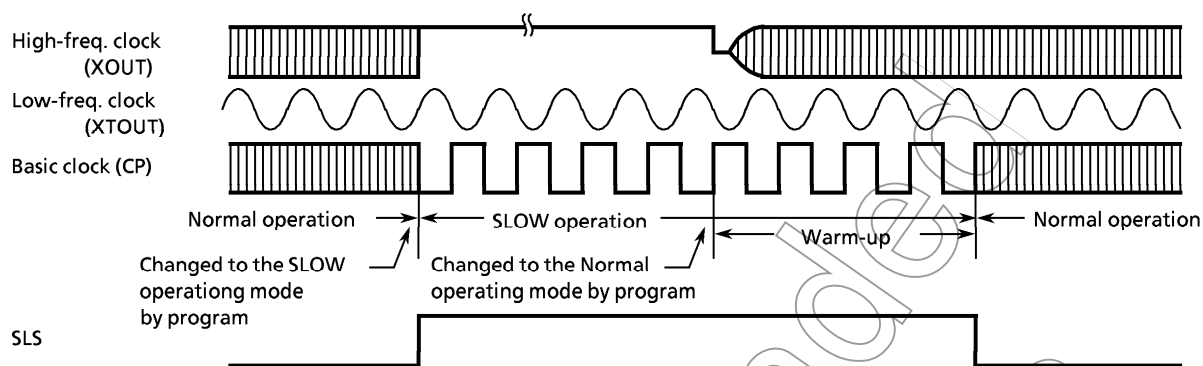 High-freq. clock
(XOUT)
Low-freq. clock
(XTOUT)
Basic clock (CP)
Normal operation
SLOW operation
Normal operation
Warm-up
Changed to the SLOW
operationg mode
by program
Changed to the Normal
operating mode by program
SLS